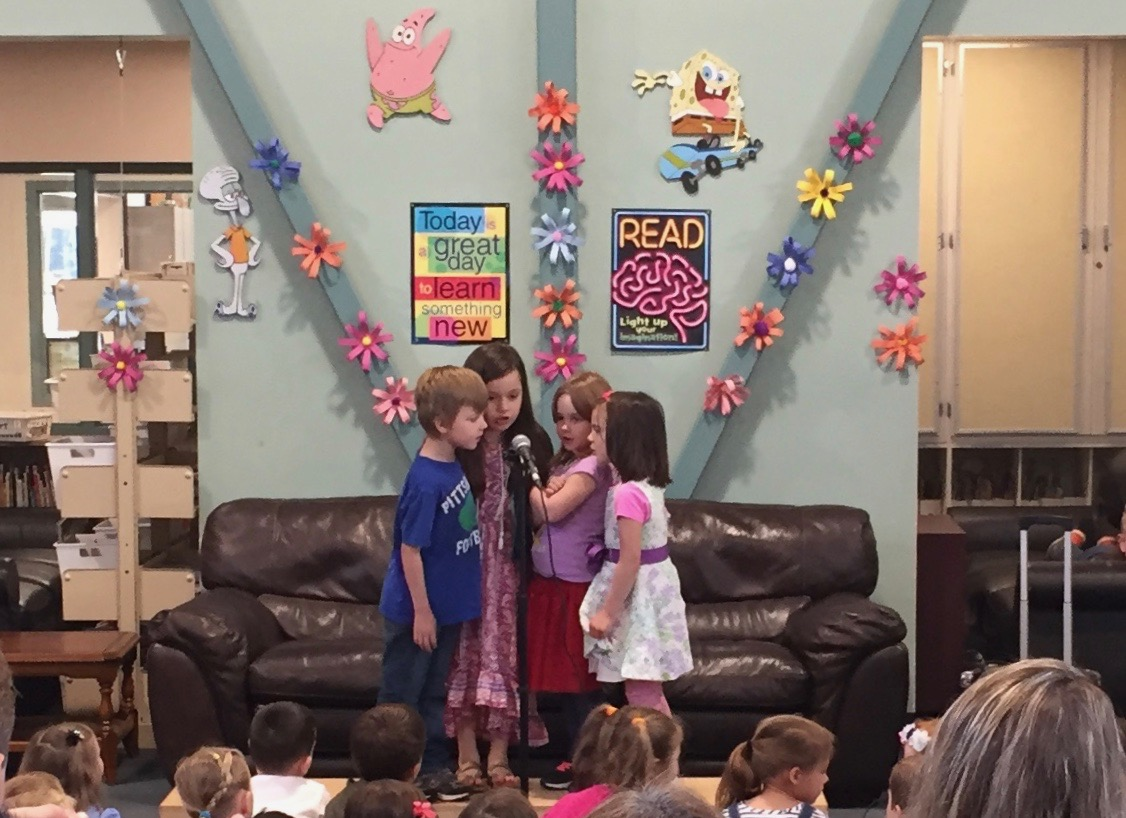 Today is
a great
day
to learn
something
new
READ
Light up
your
imagination!